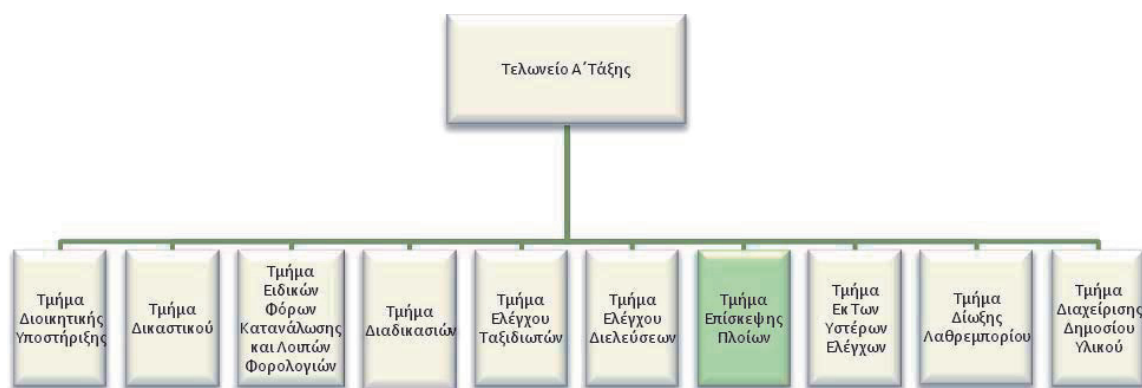 Τελωνείο Α΄Τάξης
Τμήμα
Διοικητικής
Υποστήριξης
Τμήμα
Δικαστικού
Τμήμα
Ειδικών
Φόρων
Κατανάλωσης
και Λοιπών
Φορολογιών
Τμήμα
Διαδικασιών
Τμήμα
Ελέγχου
Ταξιδιωτών
Τμήμα
Ελέγχου
Διελεύσεων
Τμήμα
Επίσκεψης
Πλοίων
Τμήμα
Εκ Των
Υστέρων
Ελέγχων
Τμήμα
Δίωξης
Λαθρεμπορίου
Τμήμα
Διαχείρισης
Δημοσίου
Υλικού